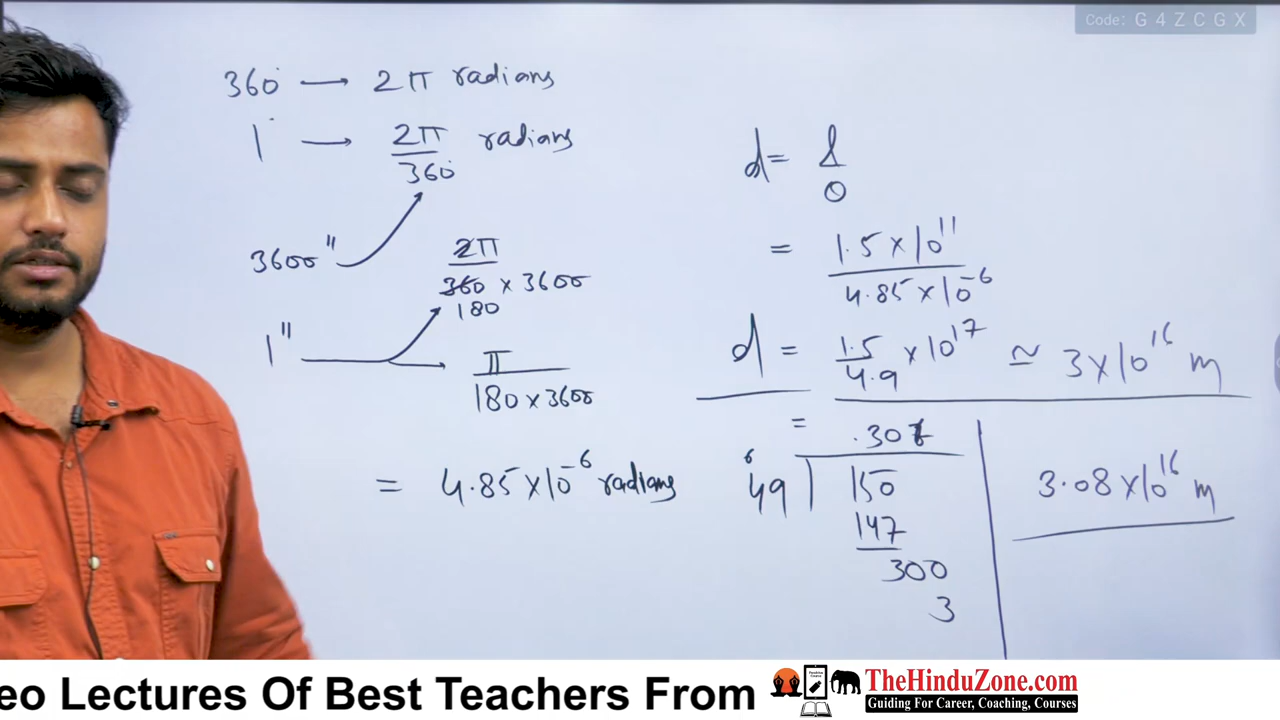 Code: G 4 Z C G X
360° → 2π radians
1° → 2π/360° radians
3600"
2π/360 × 3600
180
1" → π/180 × 3600
= 4.85 × 10⁻⁶ radians
d = l/θ
= 1.5 × 10¹¹/4.85 × 10⁻⁶
d = 1.5/4.9 × 10¹⁷ ≃ 3 × 10¹⁶ m
= .306
49 ) 150
147
300
3
3.08 × 10¹⁶ m
eo Lectures Of Best Teachers From
TheHinduZone.com
Guiding For Career, Coaching, Courses